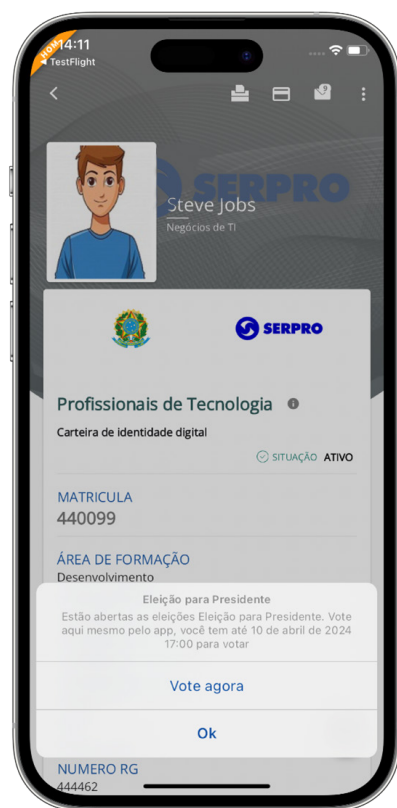 HOM
14:11
TestFlight
9
SERPRO
Steve Jobs
Negócios de TI
SERPRO
Profissionais de Tecnologia
Carteira de identidade digital
SITUAÇÃO ATIVO
MATRICULA
440099
ÁREA DE FORMAÇÃO
Desenvolvimento
Eleição para Presidente
Estão abertas as eleições Eleição para Presidente. Vote
aqui mesmo pelo app, você tem até 10 de abril de 2024
17:00 para votar
Vote agora
Ok
NUMERO RG
444462